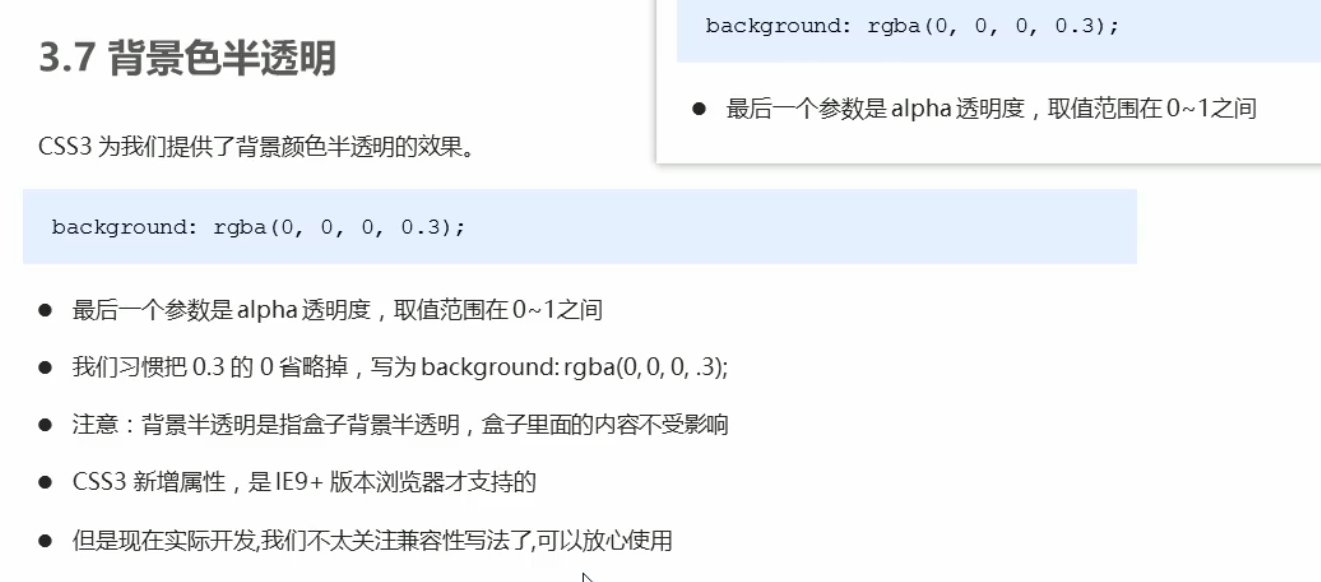 3.7 背景色半透明
CSS3 为我们提供了背景颜色半透明的效果。
background: rgba(0, 0, 0, 0.3);
● 最后一个参数是 alpha 透明度，取值范围在 0~1之间
● 我们习惯把 0.3 的 0 省略掉，写为 background: rgba(0, 0, 0, .3);
● 注意：背景半透明是指盒子背景半透明，盒子里面的内容不受影响
● CSS3 新增属性，是 IE9+ 版本浏览器才支持的
● 但是现在实际开发,我们不太关注兼容性写法了,可以放心使用
background: rgba(0, 0, 0, 0.3);
● 最后一个参数是 alpha 透明度，取值范围在 0~1之间